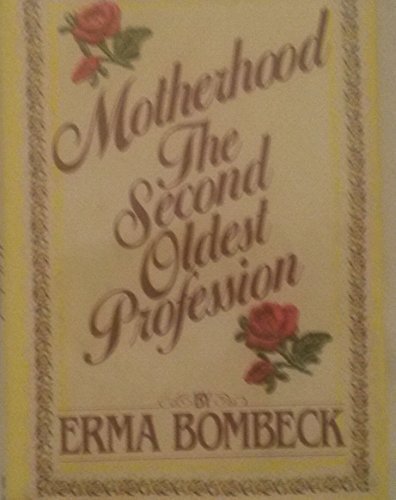 Motherhood
The
Second
Oldest
Profession
BY
ERMA BOMBECK